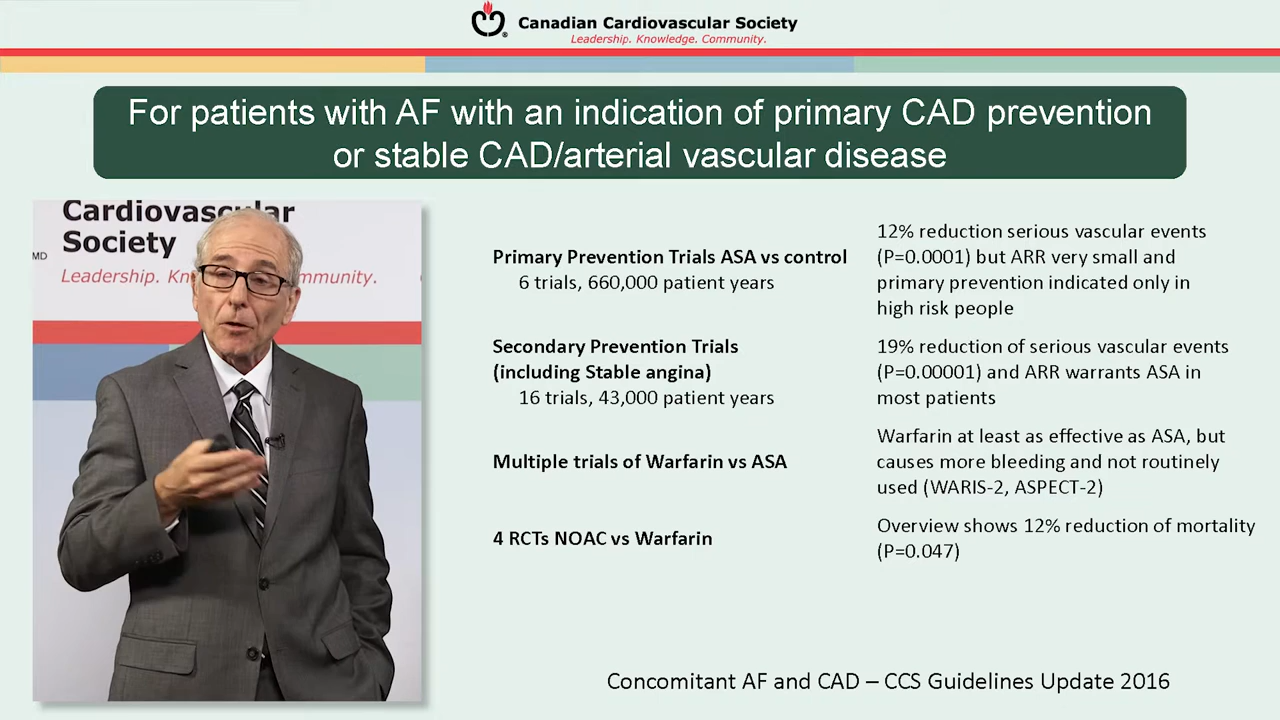 Canadian Cardiovascular Society
Leadership. Knowledge. Community.
For patients with AF with an indication of primary CAD prevention
or stable CAD/arterial vascular disease
Cardiovascular
Society
MD
Leadership. Kn mmunity.
Primary Prevention Trials ASA vs control
6 trials, 660,000 patient years
12% reduction serious vascular events
(P=0.0001) but ARR very small and
primary prevention indicated only in
high risk people
Secondary Prevention Trials
(including Stable angina)
16 trials, 43,000 patient years
19% reduction of serious vascular events
(P=0.00001) and ARR warrants ASA in
most patients
Multiple trials of Warfarin vs ASA
Warfarin at least as effective as ASA, but
causes more bleeding and not routinely
used (WARIS-2, ASPECT-2)
4 RCTs NOAC vs Warfarin
Overview shows 12% reduction of mortality
(P=0.047)
Concomitant AF and CAD – CCS Guidelines Update 2016